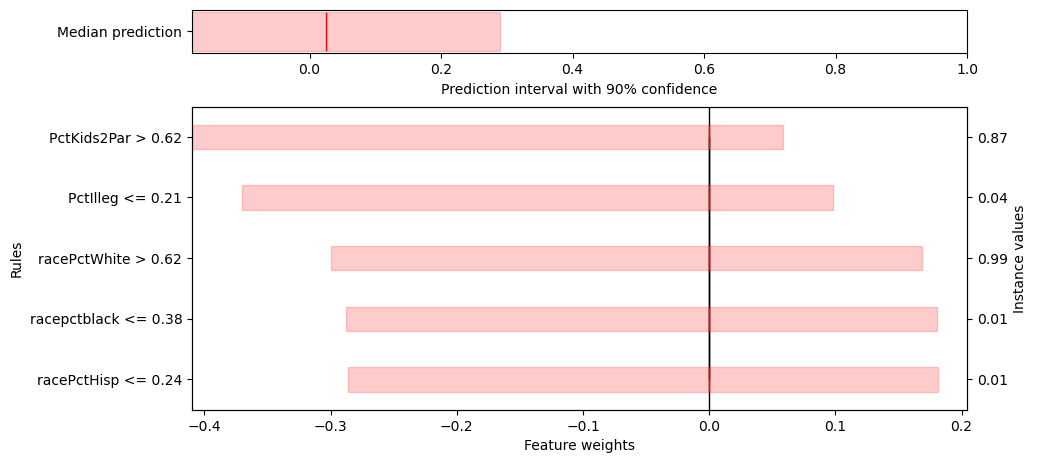 Median prediction
0.0 0.2 0.4 0.6 0.8 1.0
Prediction interval with 90% confidence
PctKids2Par > 0.62 0.87
PctIlleg <= 0.21 0.04
racePctWhite > 0.62 0.99
racepctblack <= 0.38 0.01
racePctHisp <= 0.24 0.01
Rules
Instance values
−0.4 −0.3 −0.2 −0.1 0.0 0.1 0.2
Feature weights